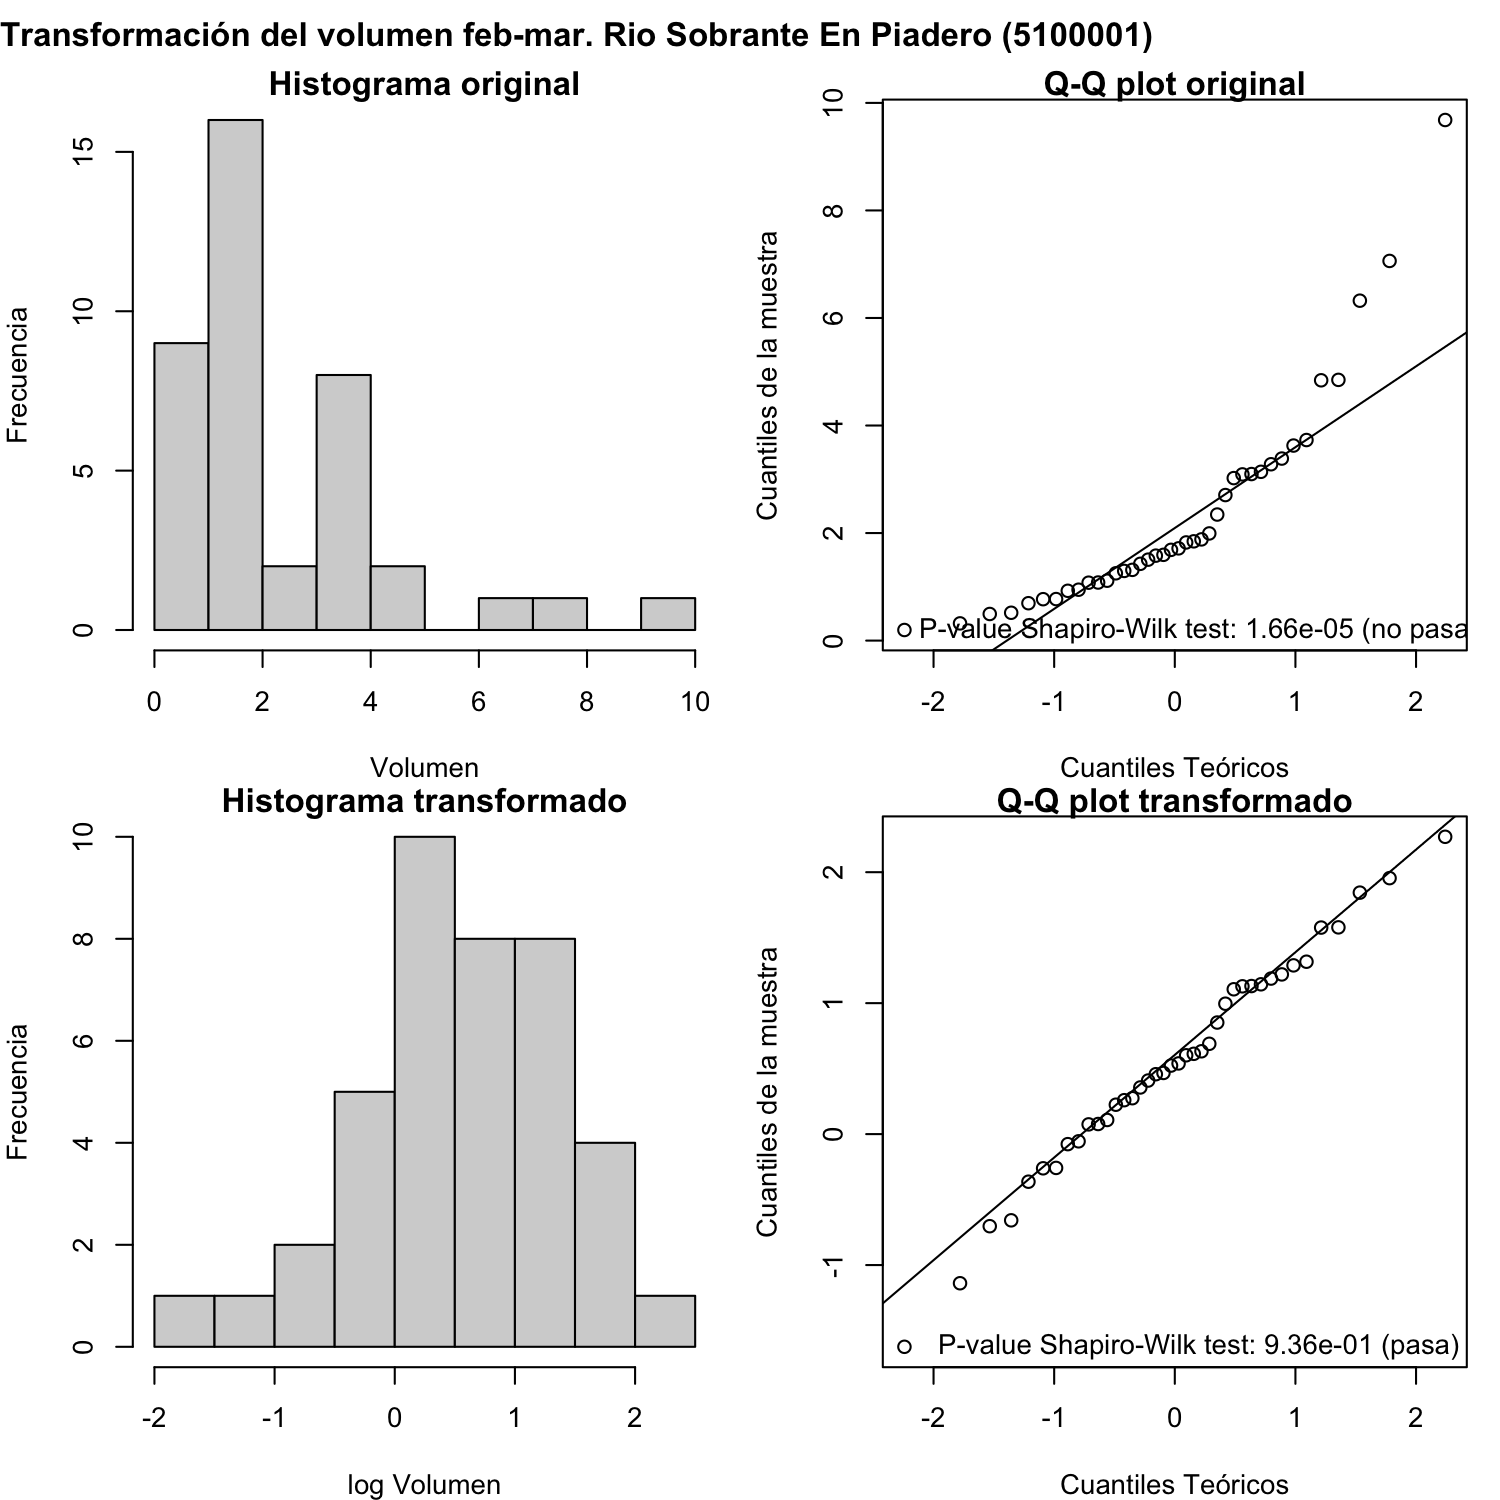 Transformación del volumen feb-mar. Rio Sobrante En Piadero (5100001)
Histograma original
Frecuencia
0 5 10 15
0 2 4 6 8 10
Volumen
Q-Q plot original
Cuantiles de la muestra
0 2 4 6 8 10
P-value Shapiro-Wilk test: 1.66e-05 (no pasa
-2 -1 0 1 2
Cuantiles Teóricos
Histograma transformado
Frecuencia
0 2 4 6 8 10
-2 -1 0 1 2
log Volumen
Q-Q plot transformado
Cuantiles de la muestra
-1 0 1 2
P-value Shapiro-Wilk test: 9.36e-01 (pasa)
-2 -1 0 1 2
Cuantiles Teóricos